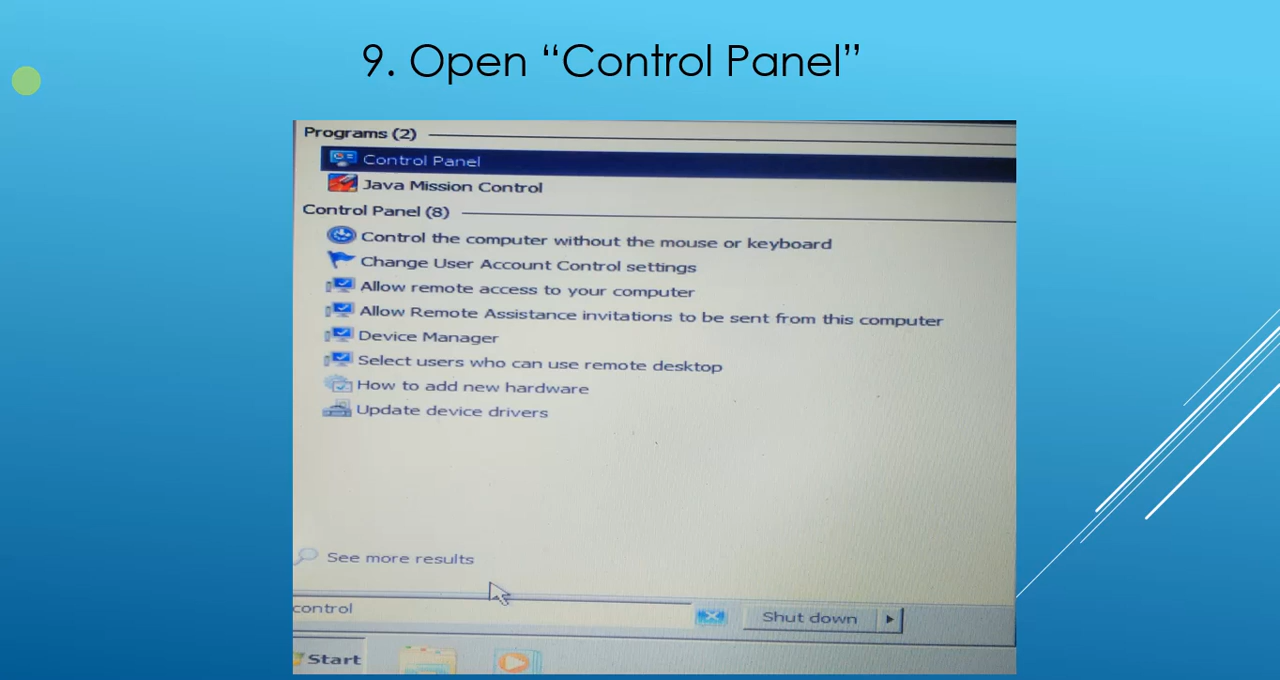 9. Open “Control Panel”
Programs (2)
Control Panel
Java Mission Control
Control Panel (8)
Control the computer without the mouse or keyboard
Change User Account Control settings
Allow remote access to your computer
Allow Remote Assistance invitations to be sent from this computer
Device Manager
Select users who can use remote desktop
How to add new hardware
Update device drivers
See more results
control
Shut down
Start